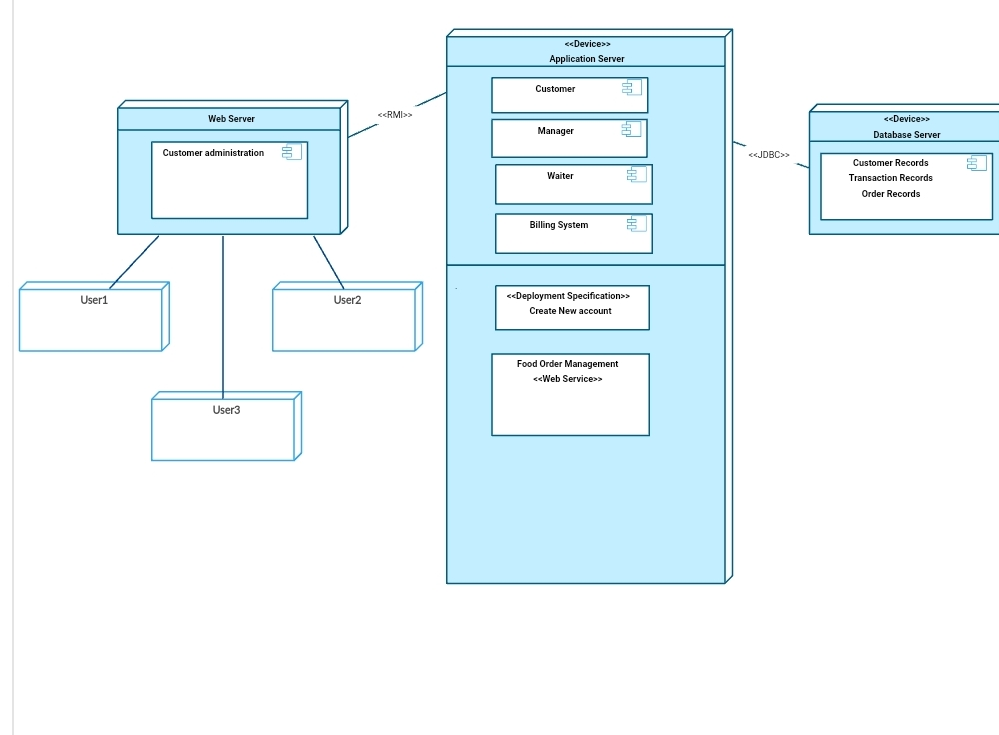 <<Device>>
Application Server
Customer
Manager
Waiter
Billing System
<<Deployment Specification>>
Create New account
Food Order Management
<<Web Service>>
<<RMI>>
Web Server
Customer administration
User1
User2
User3
<<JDBC>>
<<Device>>
Database Server
Customer Records
Transaction Records
Order Records